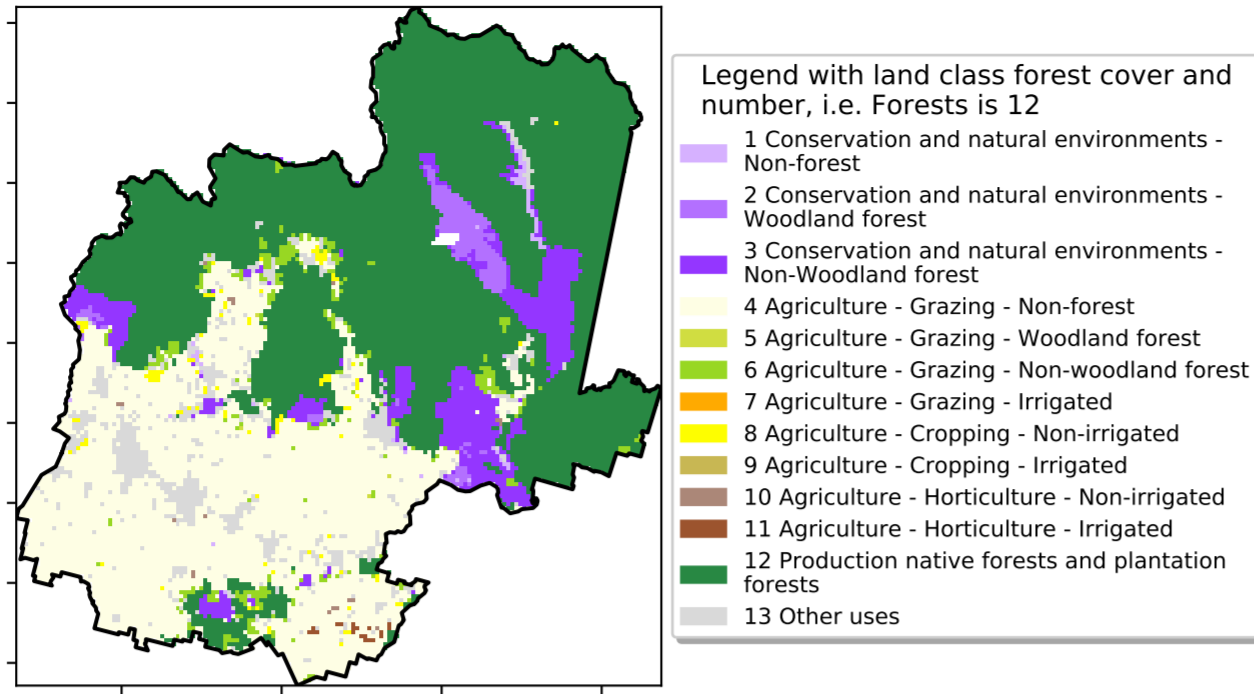 Legend with land class forest cover and
number, i.e. Forests is 12
1 Conservation and natural environments -
Non-forest
2 Conservation and natural environments -
Woodland forest
3 Conservation and natural environments -
Non-Woodland forest
4 Agriculture - Grazing - Non-forest
5 Agriculture - Grazing - Woodland forest
6 Agriculture - Grazing - Non-woodland forest
7 Agriculture - Grazing - Irrigated
8 Agriculture - Cropping - Non-irrigated
9 Agriculture - Cropping - Irrigated
10 Agriculture - Horticulture - Non-irrigated
11 Agriculture - Horticulture - Irrigated
12 Production native forests and plantation
forests
13 Other uses